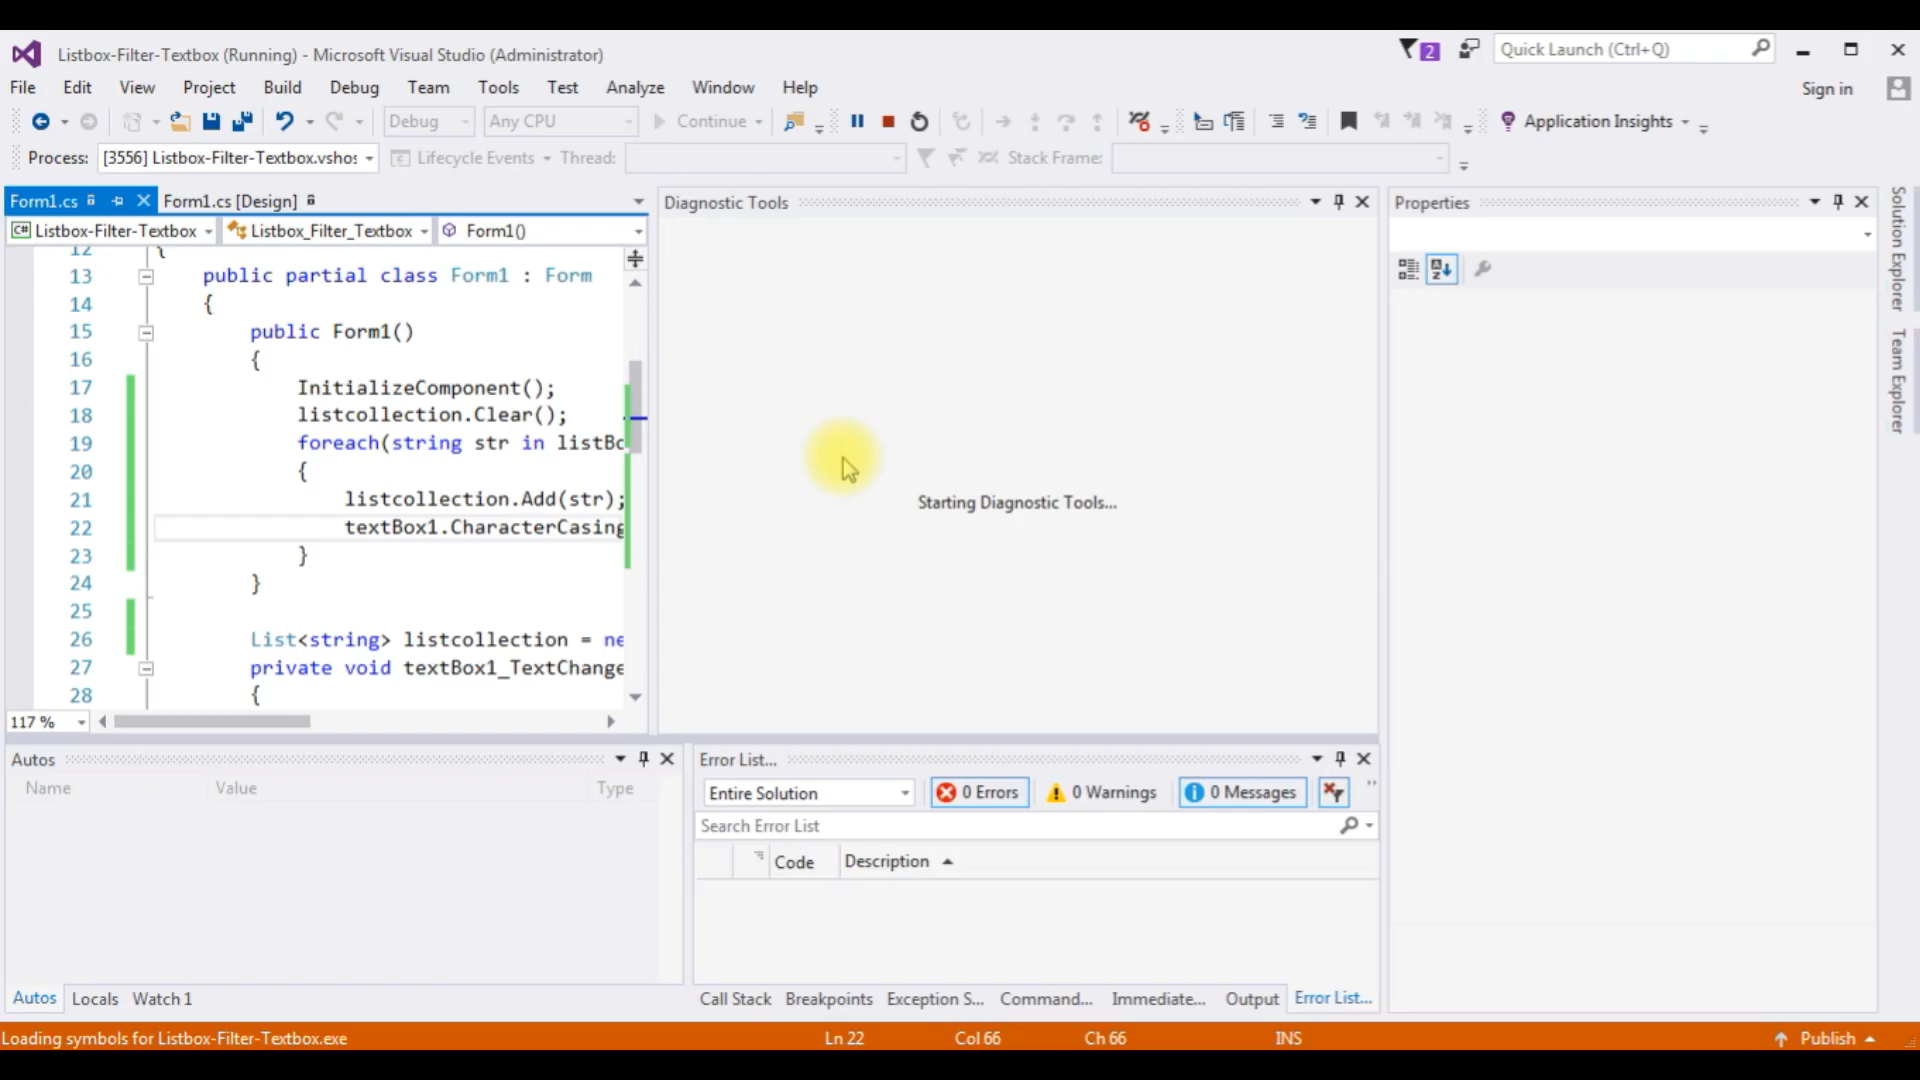 Listbox-Filter-Textbox (Running) - Microsoft Visual Studio (Administrator)
2
Quick Launch (Ctrl+Q)
File Edit View Project Build Debug Team Tools Test Analyze Window Help
Sign in
Debug Any CPU Continue Application Insights
Process: [3556] Listbox-Filter-Textbox.vshos Lifecycle Events Thread: Stack Frame:
Form1.cs Form1.cs [Design]
C# Listbox-Filter-Textbox Listbox_Filter_Textbox Form1()
12 {
13 public partial class Form1 : Form
14 {
15 public Form1()
16 {
17 InitializeComponent();
18 listcollection.Clear();
19 foreach(string str in listBo
20 {
21 listcollection.Add(str);
22 textBox1.CharacterCasing
23 }
24 }
25
26 List<string> listcollection = ne
27 private void textBox1_TextChange
28 {
117 %
Diagnostic Tools
Starting Diagnostic Tools...
Properties
Solution Explorer
Team Explorer
Autos
Name Value Type
Autos Locals Watch 1
Error List...
Entire Solution 0 Errors 0 Warnings 0 Messages
Search Error List
Code Description
Call Stack Breakpoints Exception S... Command... Immediate... Output Error List...
Loading symbols for Listbox-Filter-Textbox.exe Ln 22 Col 66 Ch 66 INS Publish